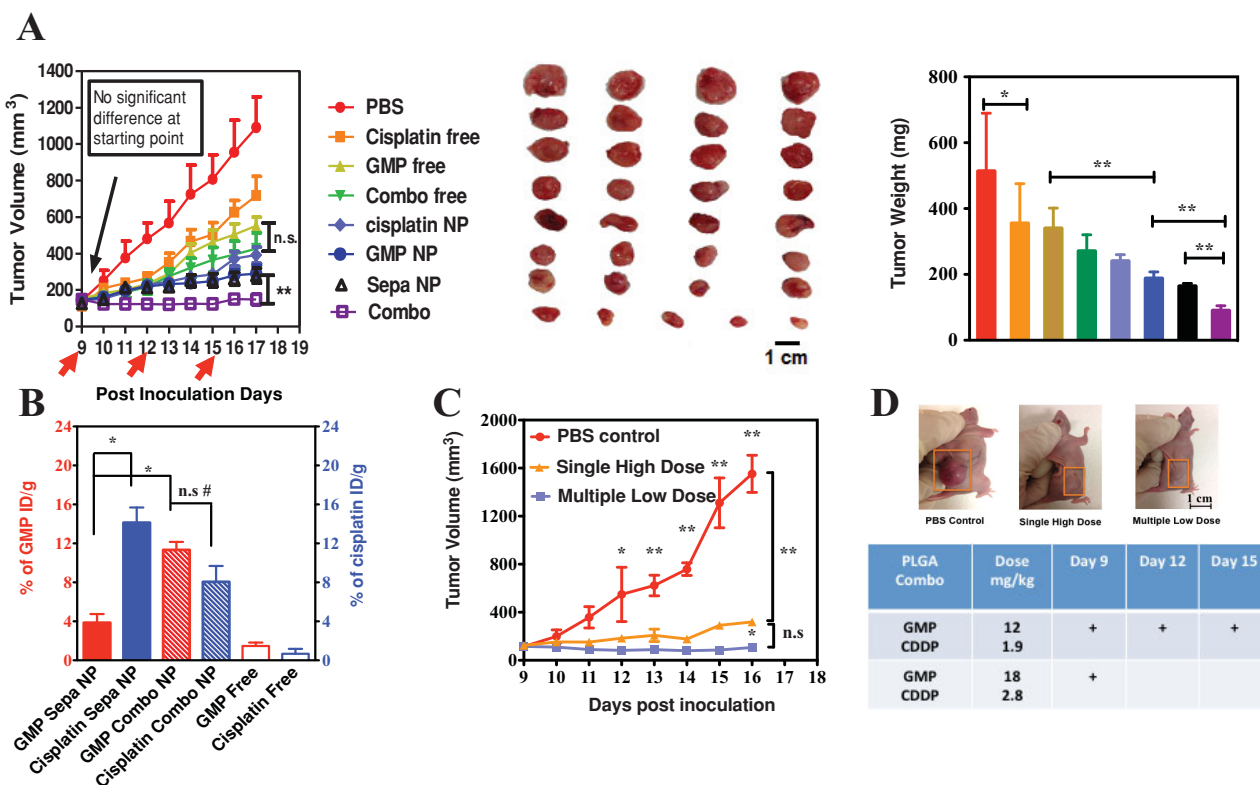 A
Tumor Volume (mm 3)
1400
1200
1000
800
600
400
200
0
No significant
difference at
starting point
n.s.
**
9 10 11 12 13 14 15 16 17 18 19
Post Inoculation Days
PBS
Cisplatin free
GMP free
Combo free
cisplatin NP
GMP NP
Sepa NP
Combo
1 cm
Tumor Weight (mg)
800
600
400
200
0
*
**
**
**
B
% of GMP ID/g
24
20
16
12
8
4
0
*
*
n.s #
24
20
16
12
8
4
0
% of cisplatin ID/g
GMP Sepa NP
Cisplatin Sepa NP
GMP Combo NP
Cisplatin Combo NP
GMP Free
Cisplatin Free
C
Tumor Volume (mm3)
2000
1600
1200
800
400
0
PBS control
Single High Dose
Multiple Low Dose
*
**
**
**
**
**
*
n.s
9 10 11 12 13 14 15 16 17 18
Days post inoculation
D
1 cm
PBS Control Single High Dose Multiple Low Dose
PLGA Combo Dose mg/kg Day 9 Day 12 Day 15
GMP 12 + + +
CDDP 1.9
GMP 18 +
CDDP 2.8